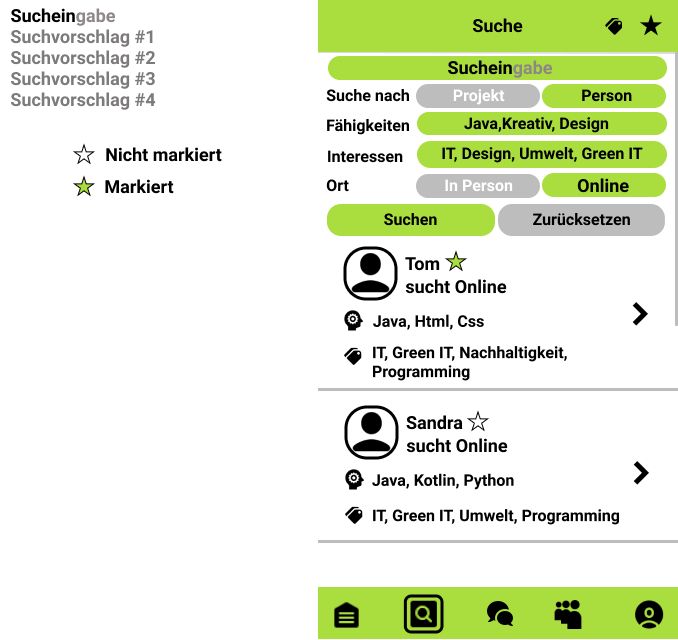 Sucheingabe
Suchvorschlag #1
Suchvorschlag #2
Suchvorschlag #3
Suchvorschlag #4
Nicht markiert
Markiert
Suche
Sucheingabe
Suche nach Projekt Person
Fähigkeiten Java,Kreativ, Design
Interessen IT, Design, Umwelt, Green IT
Ort In Person Online
Suchen Zurücksetzen
Tom
sucht Online
Java, Html, Css
IT, Green IT, Nachhaltigkeit,
Programming
Sandra
sucht Online
Java, Kotlin, Python
IT, Green IT, Umwelt, Programming